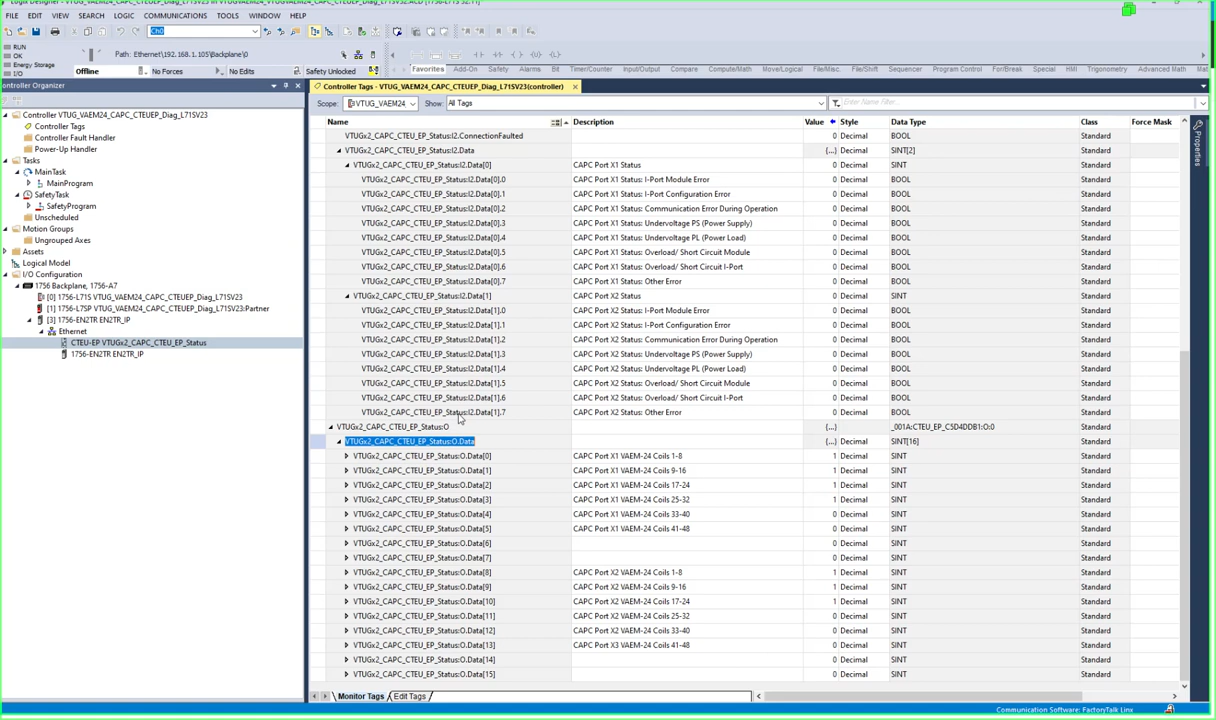 Logix Designer - VTUG_VAEM24_CAPC_CTEUEP_Diag_L71SV23
FILE EDIT VIEW SEARCH LOGIC COMMUNICATIONS TOOLS WINDOW HELP
Ch0
RUN
OK
Energy Storage
I/O
Path: Ethernet\192.168.1.105\Backplane\0
Offline No Forces No Edits Safety Unlocked
Favorites Add-On Safety Alarms Bit Timer/Counter Input/Output Compare Compute/Math Move/Logical File/Misc. File/Shift Sequencer Program Control For/Break Special HMI Trigonometry Advanced Math
ontroller Organizer
Controller Tags - VTUG_VAEM24_CAPC_CTEUEP_Diag_L71SV23(controller)
Scope: VTUG_VAEM24 Show: All Tags Enter Name Filter...
Controller VTUG_VAEM24_CAPC_CTEUEP_Diag_L71SV23
Controller Tags
Controller Fault Handler
Power-Up Handler
Tasks
MainTask
MainProgram
SafetyTask
SafetyProgram
Unscheduled
Motion Groups
Ungrouped Axes
Assets
Logical Model
I/O Configuration
1756 Backplane, 1756-A7
[0] 1756-L71S VTUG_VAEM24_CAPC_CTEUEP_Diag_L71SV23
[1] 1756-L7SP VTUG_VAEM24_CAPC_CTEUEP_Diag_L71SV23:Partner
[3] 1756-EN2TR EN2TR_IP
Ethernet
CTEU-EP VTUGx2_CAPC_CTEU_EP_Status
1756-EN2TR EN2TR_IP
Name Description Value Style Data Type Class Force Mask
VTUGx2_CAPC_CTEU_EP_Status:I2.ConnectionFaulted 0 Decimal BOOL Standard
VTUGx2_CAPC_CTEU_EP_Status:I2.Data {...} Decimal SINT[2] Standard
VTUGx2_CAPC_CTEU_EP_Status:I2.Data[0] CAPC Port X1 Status 0 Decimal SINT Standard
VTUGx2_CAPC_CTEU_EP_Status:I2.Data[0].0 CAPC Port X1 Status: I-Port Module Error 0 Decimal BOOL Standard
VTUGx2_CAPC_CTEU_EP_Status:I2.Data[0].1 CAPC Port X1 Status: I-Port Configuration Error 0 Decimal BOOL Standard
VTUGx2_CAPC_CTEU_EP_Status:I2.Data[0].2 CAPC Port X1 Status: Communication Error During Operation 0 Decimal BOOL Standard
VTUGx2_CAPC_CTEU_EP_Status:I2.Data[0].3 CAPC Port X1 Status: Undervoltage PS (Power Supply) 0 Decimal BOOL Standard
VTUGx2_CAPC_CTEU_EP_Status:I2.Data[0].4 CAPC Port X1 Status: Undervoltage PL (Power Load) 0 Decimal BOOL Standard
VTUGx2_CAPC_CTEU_EP_Status:I2.Data[0].5 CAPC Port X1 Status: Overload/ Short Circuit Module 0 Decimal BOOL Standard
VTUGx2_CAPC_CTEU_EP_Status:I2.Data[0].6 CAPC Port X1 Status: Overload/ Short Circuit I-Port 0 Decimal BOOL Standard
VTUGx2_CAPC_CTEU_EP_Status:I2.Data[0].7 CAPC Port X1 Status: Other Error 0 Decimal BOOL Standard
VTUGx2_CAPC_CTEU_EP_Status:I2.Data[1] CAPC Port X2 Status 0 Decimal SINT Standard
VTUGx2_CAPC_CTEU_EP_Status:I2.Data[1].0 CAPC Port X2 Status: I-Port Module Error 0 Decimal BOOL Standard
VTUGx2_CAPC_CTEU_EP_Status:I2.Data[1].1 CAPC Port X2 Status: I-Port Configuration Error 0 Decimal BOOL Standard
VTUGx2_CAPC_CTEU_EP_Status:I2.Data[1].2 CAPC Port X2 Status: Communication Error During Operation 0 Decimal BOOL Standard
VTUGx2_CAPC_CTEU_EP_Status:I2.Data[1].3 CAPC Port X2 Status: Undervoltage PS (Power Supply) 0 Decimal BOOL Standard
VTUGx2_CAPC_CTEU_EP_Status:I2.Data[1].4 CAPC Port X2 Status: Undervoltage PL (Power Load) 0 Decimal BOOL Standard
VTUGx2_CAPC_CTEU_EP_Status:I2.Data[1].5 CAPC Port X2 Status: Overload/ Short Circuit Module 0 Decimal BOOL Standard
VTUGx2_CAPC_CTEU_EP_Status:I2.Data[1].6 CAPC Port X2 Status: Overload/ Short Circuit I-Port 0 Decimal BOOL Standard
VTUGx2_CAPC_CTEU_EP_Status:I2.Data[1].7 CAPC Port X2 Status: Other Error 0 Decimal BOOL Standard
VTUGx2_CAPC_CTEU_EP_Status:O {...} _001A:CTEU_EP_C5D4DDB1:O:0 Standard
VTUGx2_CAPC_CTEU_EP_Status:O.Data {...} Decimal SINT[16] Standard
VTUGx2_CAPC_CTEU_EP_Status:O.Data[0] CAPC Port X1 VAEM-24 Coils 1-8 1 Decimal SINT Standard
VTUGx2_CAPC_CTEU_EP_Status:O.Data[1] CAPC Port X1 VAEM-24 Coils 9-16 1 Decimal SINT Standard
VTUGx2_CAPC_CTEU_EP_Status:O.Data[2] CAPC Port X1 VAEM-24 Coils 17-24 1 Decimal SINT Standard
VTUGx2_CAPC_CTEU_EP_Status:O.Data[3] CAPC Port X1 VAEM-24 Coils 25-32 1 Decimal SINT Standard
VTUGx2_CAPC_CTEU_EP_Status:O.Data[4] CAPC Port X1 VAEM-24 Coils 33-40 1 Decimal SINT Standard
VTUGx2_CAPC_CTEU_EP_Status:O.Data[5] CAPC Port X1 VAEM-24 Coils 41-48 1 Decimal SINT Standard
VTUGx2_CAPC_CTEU_EP_Status:O.Data[6] 0 Decimal SINT Standard
VTUGx2_CAPC_CTEU_EP_Status:O.Data[7] 0 Decimal SINT Standard
VTUGx2_CAPC_CTEU_EP_Status:O.Data[8] CAPC Port X2 VAEM-24 Coils 1-8 1 Decimal SINT Standard
VTUGx2_CAPC_CTEU_EP_Status:O.Data[9] CAPC Port X2 VAEM-24 Coils 9-16 1 Decimal SINT Standard
VTUGx2_CAPC_CTEU_EP_Status:O.Data[10] CAPC Port X2 VAEM-24 Coils 17-24 1 Decimal SINT Standard
VTUGx2_CAPC_CTEU_EP_Status:O.Data[11] CAPC Port X2 VAEM-24 Coils 25-32 0 Decimal SINT Standard
VTUGx2_CAPC_CTEU_EP_Status:O.Data[12] CAPC Port X2 VAEM-24 Coils 33-40 0 Decimal SINT Standard
VTUGx2_CAPC_CTEU_EP_Status:O.Data[13] CAPC Port X3 VAEM-24 Coils 41-48 0 Decimal SINT Standard
VTUGx2_CAPC_CTEU_EP_Status:O.Data[14] 0 Decimal SINT Standard
VTUGx2_CAPC_CTEU_EP_Status:O.Data[15] 0 Decimal SINT Standard
Properties
Monitor Tags Edit Tags
Communication Software: FactoryTalk Linx